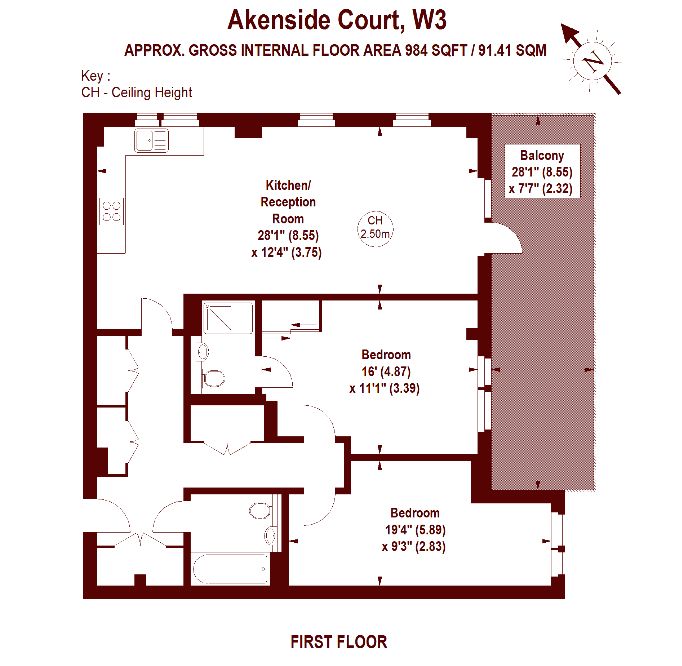 Akenside Court, W3
APPROX. GROSS INTERNAL FLOOR AREA 984 SQFT / 91.41 SQM
Key :
CH - Ceiling Height
N
Balcony
28'1" (8.55)
x 7'7" (2.32)
Kitchen/
Reception
Room
28'1" (8.55)
x 12'4" (3.75)
CH
2.50m
Bedroom
16' (4.87)
x 11'1" (3.39)
Bedroom
19'4" (5.89)
x 9'3" (2.83)
FIRST FLOOR